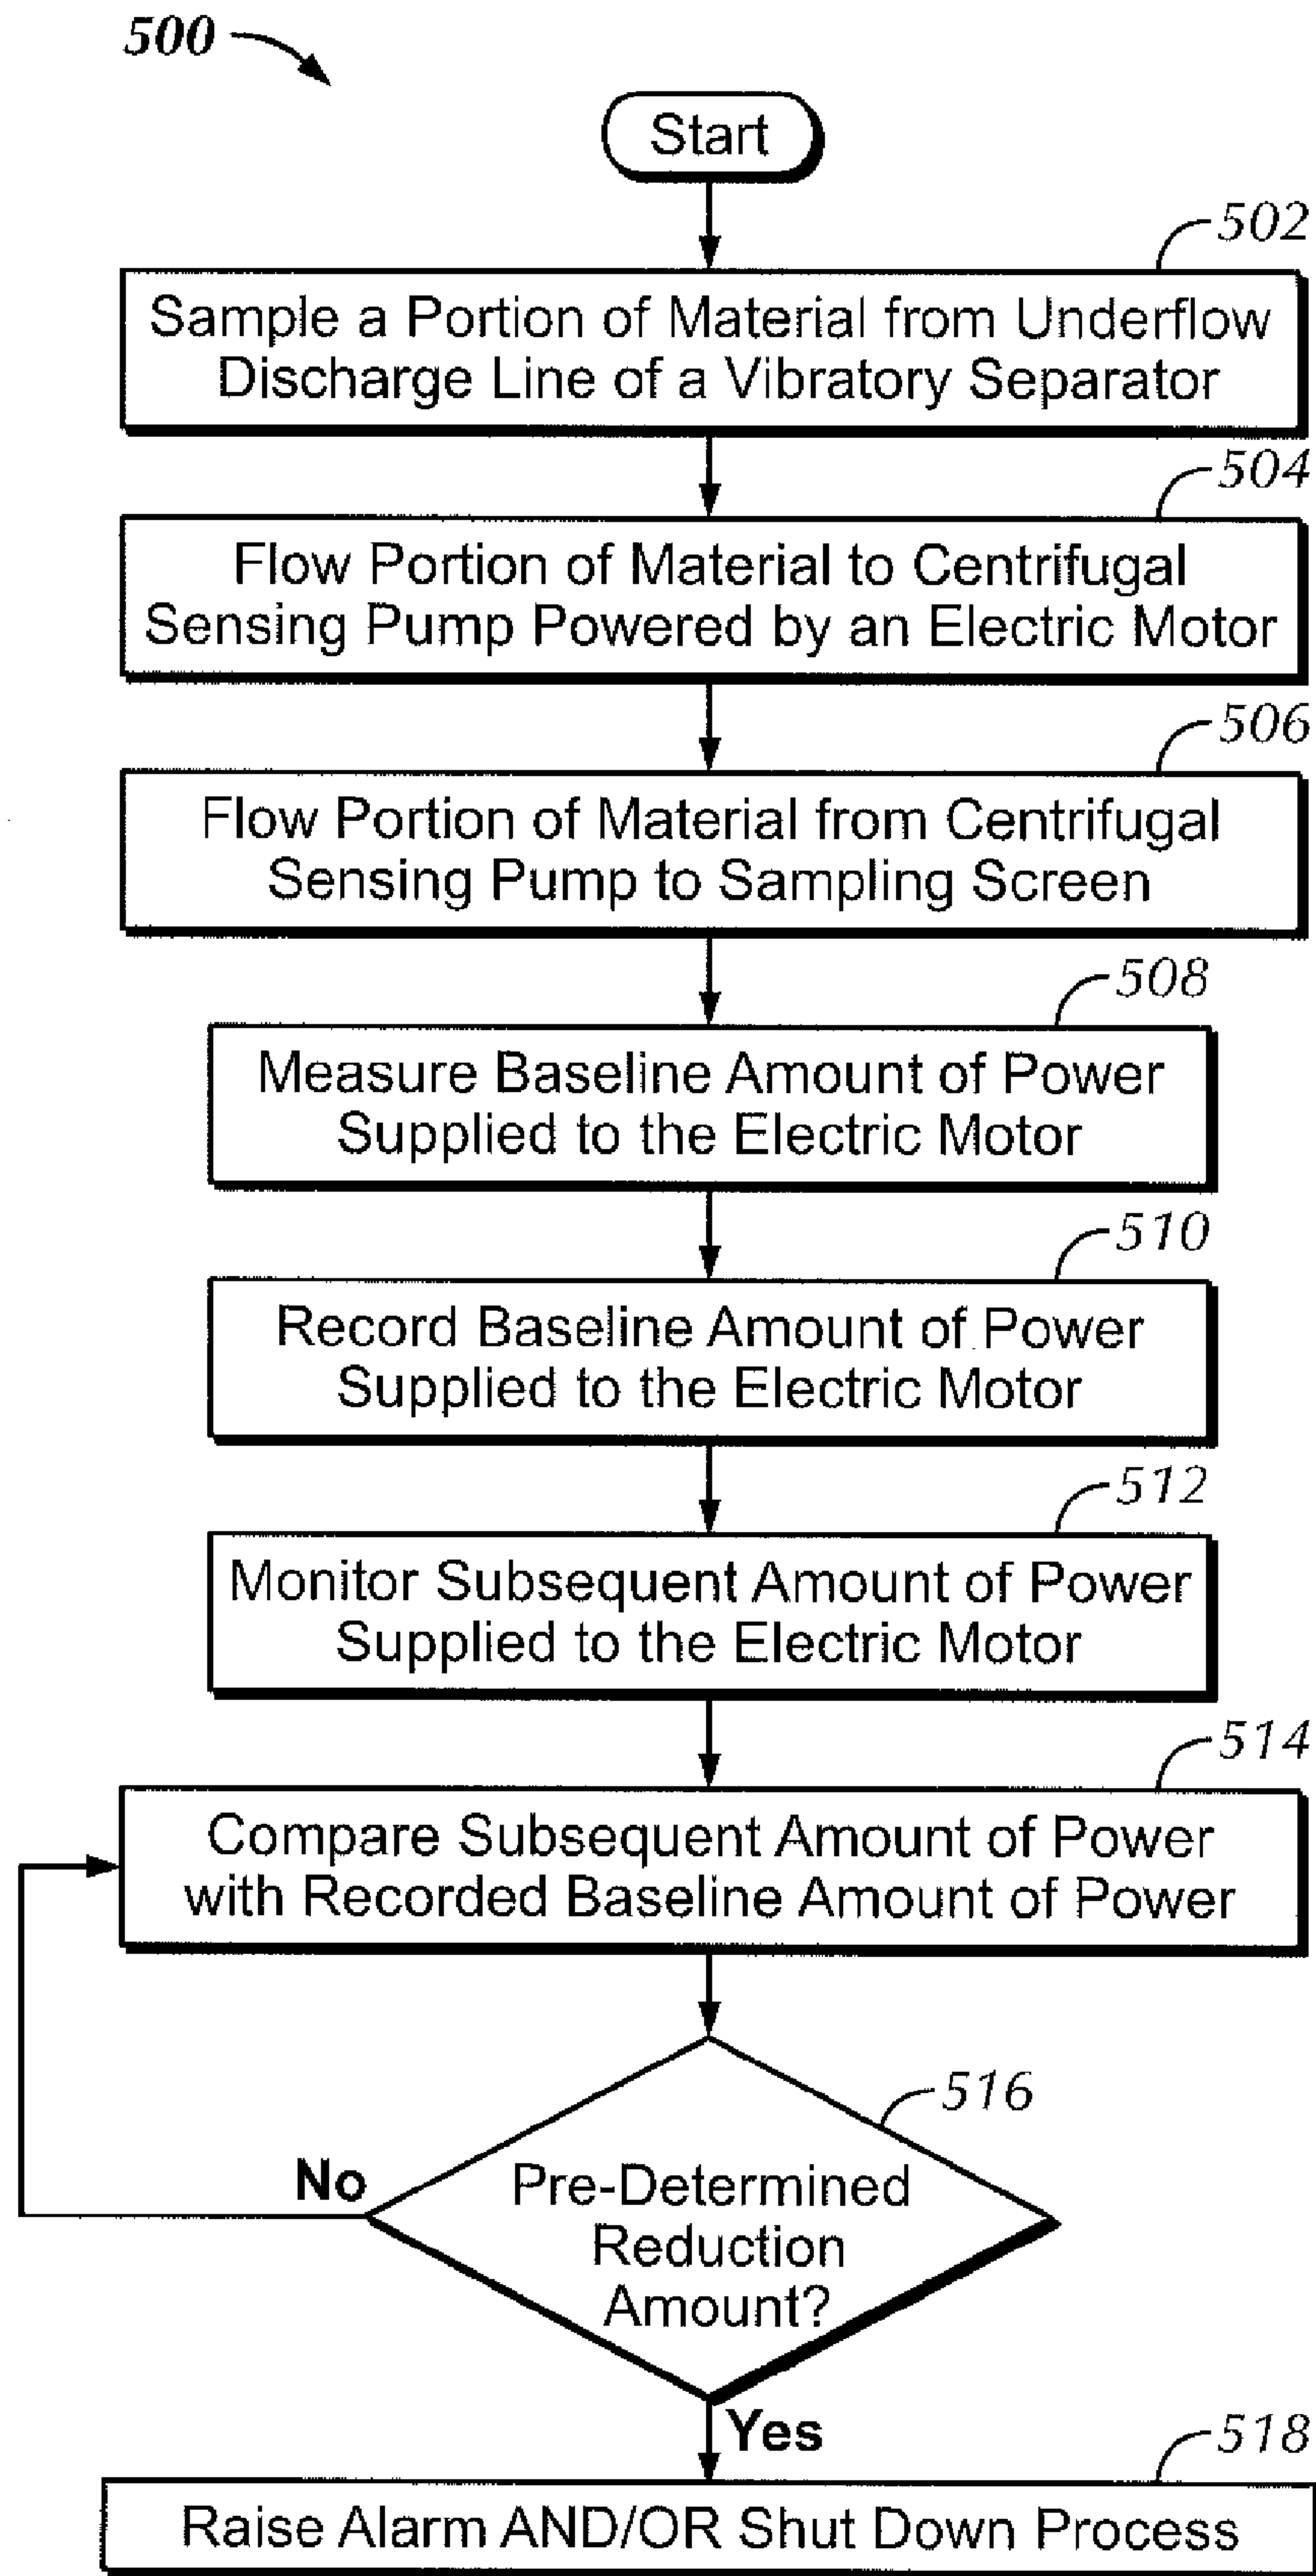 500
Start
502
Sample a Portion of Material from Underflow
Discharge Line of a Vibratory Separator
504
Flow Portion of Material to Centrifugal
Sensing Pump Powered by an Electric Motor
506
Flow Portion of Material from Centrifugal
Sensing Pump to Sampling Screen
508
Measure Baseline Amount of Power
Supplied to the Electric Motor
510
Record Baseline Amount of Power
Supplied to the Electric Motor
512
Monitor Subsequent Amount of Power
Supplied to the Electric Motor
514
Compare Subsequent Amount of Power
with Recorded Baseline Amount of Power
516
No
Pre-Determined
Reduction
Amount?
Yes
518
Raise Alarm AND/OR Shut Down Process